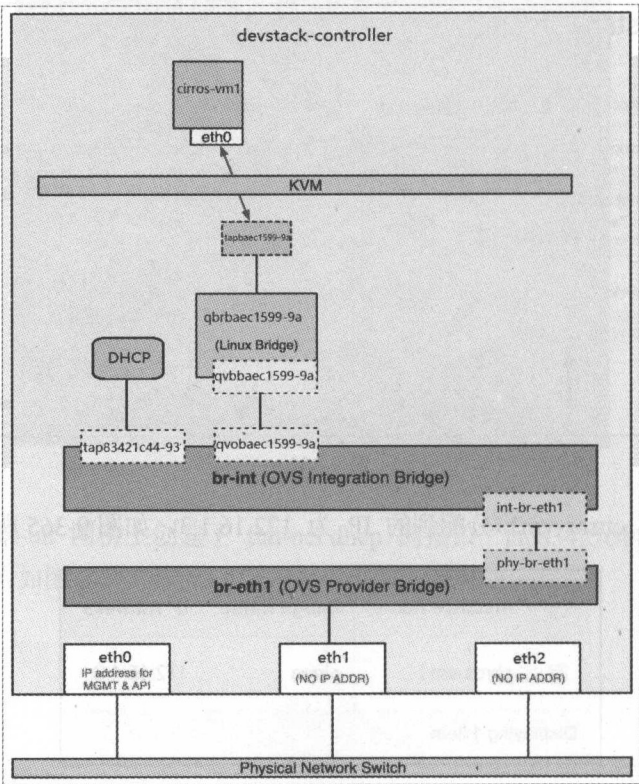 devstack-controller
cirros-vm1
eth0
KVM
tapbaec1599-9a
qbrbaec1599-9a
(Linux Bridge)
DHCP
qvbbaec1599-9a
tap83421c44-93
qvobaec1599-9a
br-int (OVS Integration Bridge)
int-br-eth1
phy-br-eth1
br-eth1 (OVS Provider Bridge)
eth0
IP address for
MGMT & API
eth1
(NO IP ADDR)
eth2
(NO IP ADDR)
Physical Network Switch